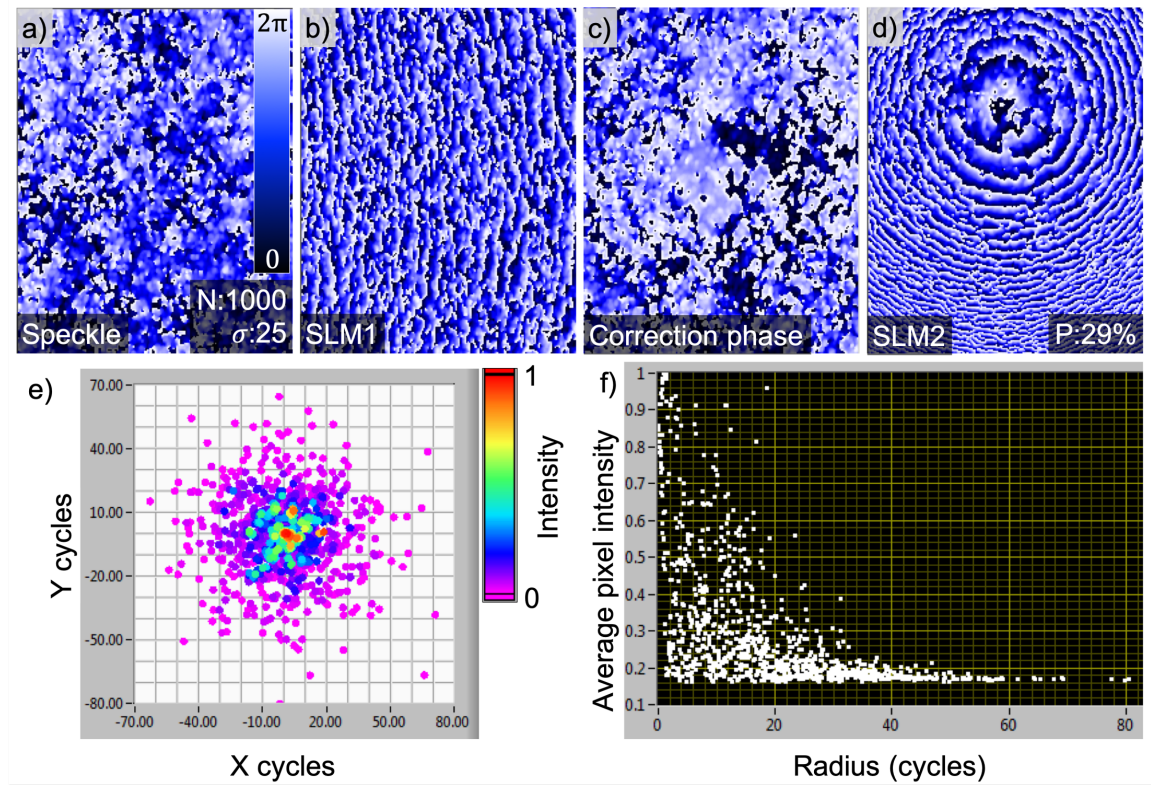 a)
2π
0
N:1000
Speckle
σ:25
b)
SLM1
c)
Correction phase
d)
SLM2
P:29%
e)
70.00
40.00
10.00
-20.00
-50.00
-80.00
-70.00 -40.00 -10.00 20.00 50.00 80.00
Y cycles
X cycles
1
Intensity
0
f)
1
0.9
0.8
0.7
0.6
0.5
0.4
0.3
0.2
0.1
0 20 40 60 80
Average pixel intensity
Radius (cycles)